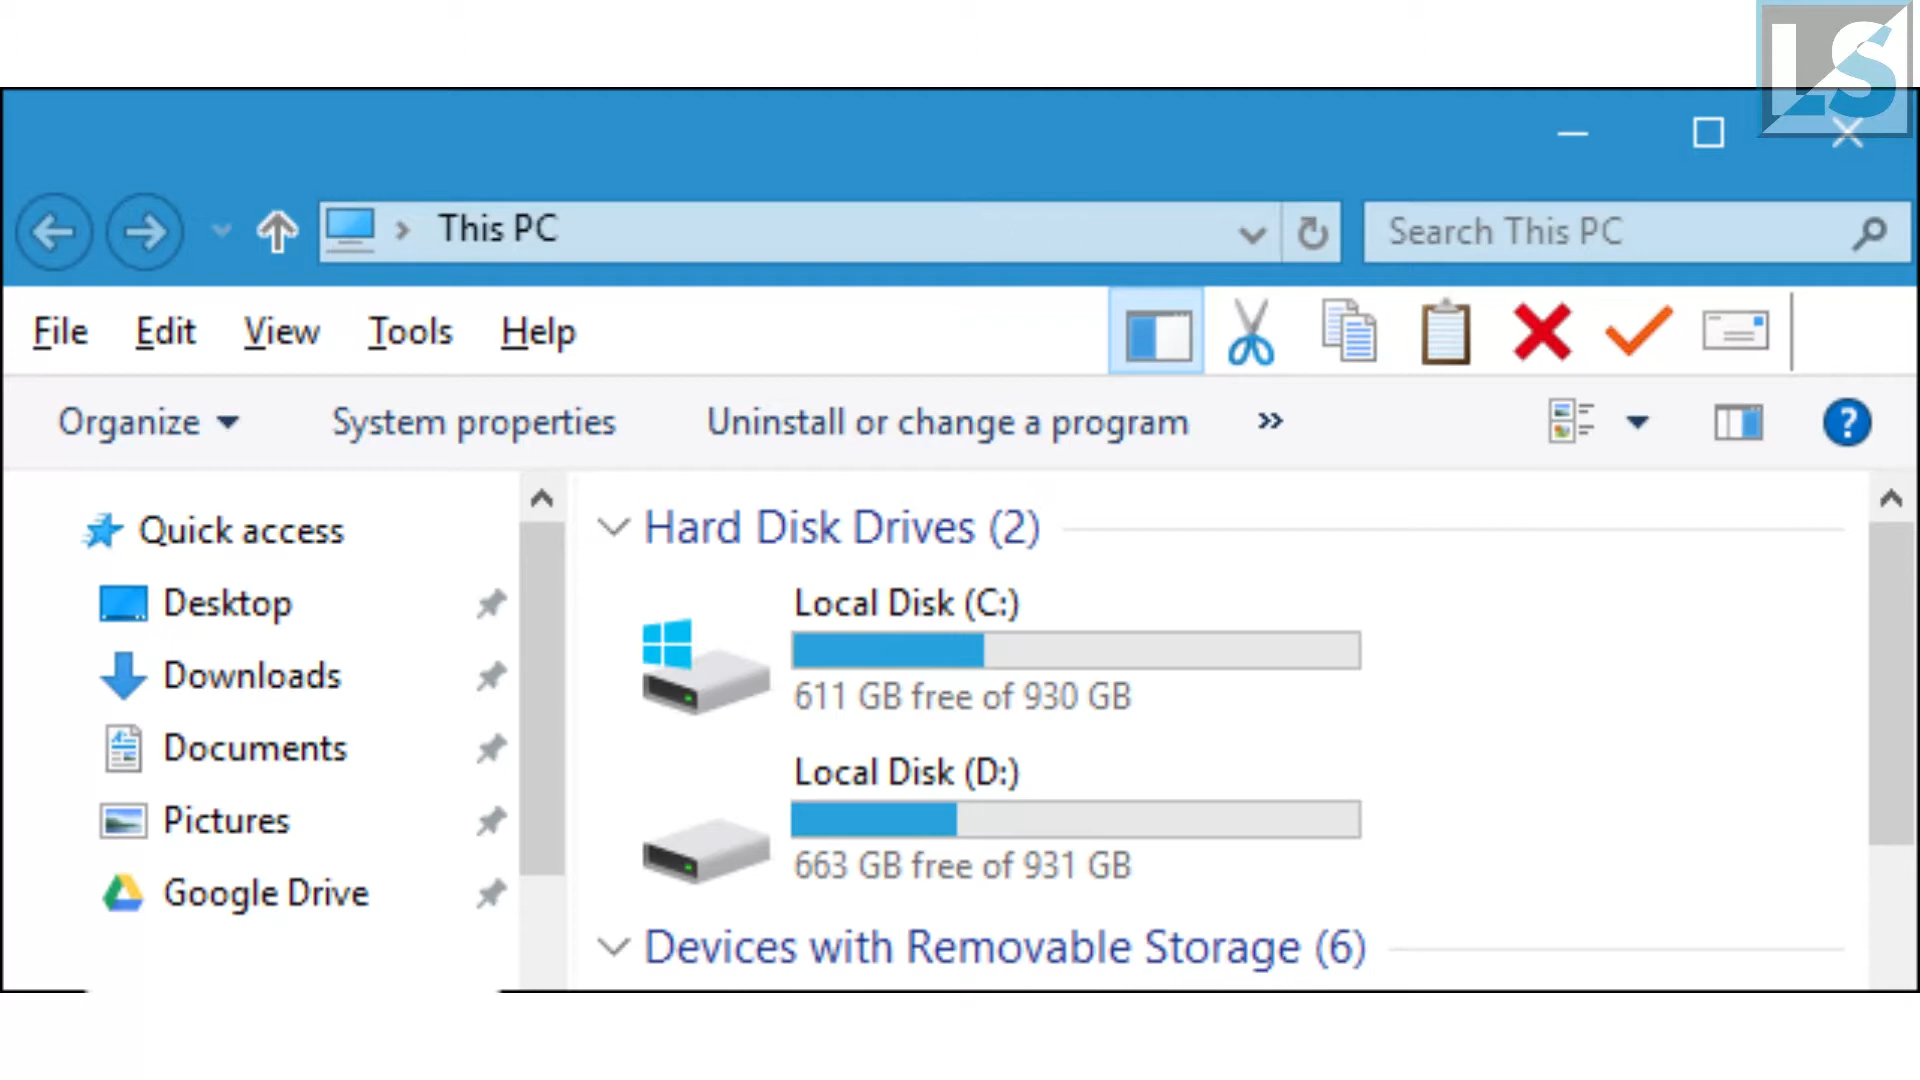 LS
This PC
Search This PC
File Edit View Tools Help
Organize System properties Uninstall or change a program »
?
Quick access
Desktop
Downloads
Documents
Pictures
Google Drive
Hard Disk Drives (2)
Local Disk (C:)
611 GB free of 930 GB
Local Disk (D:)
663 GB free of 931 GB
Devices with Removable Storage (6)